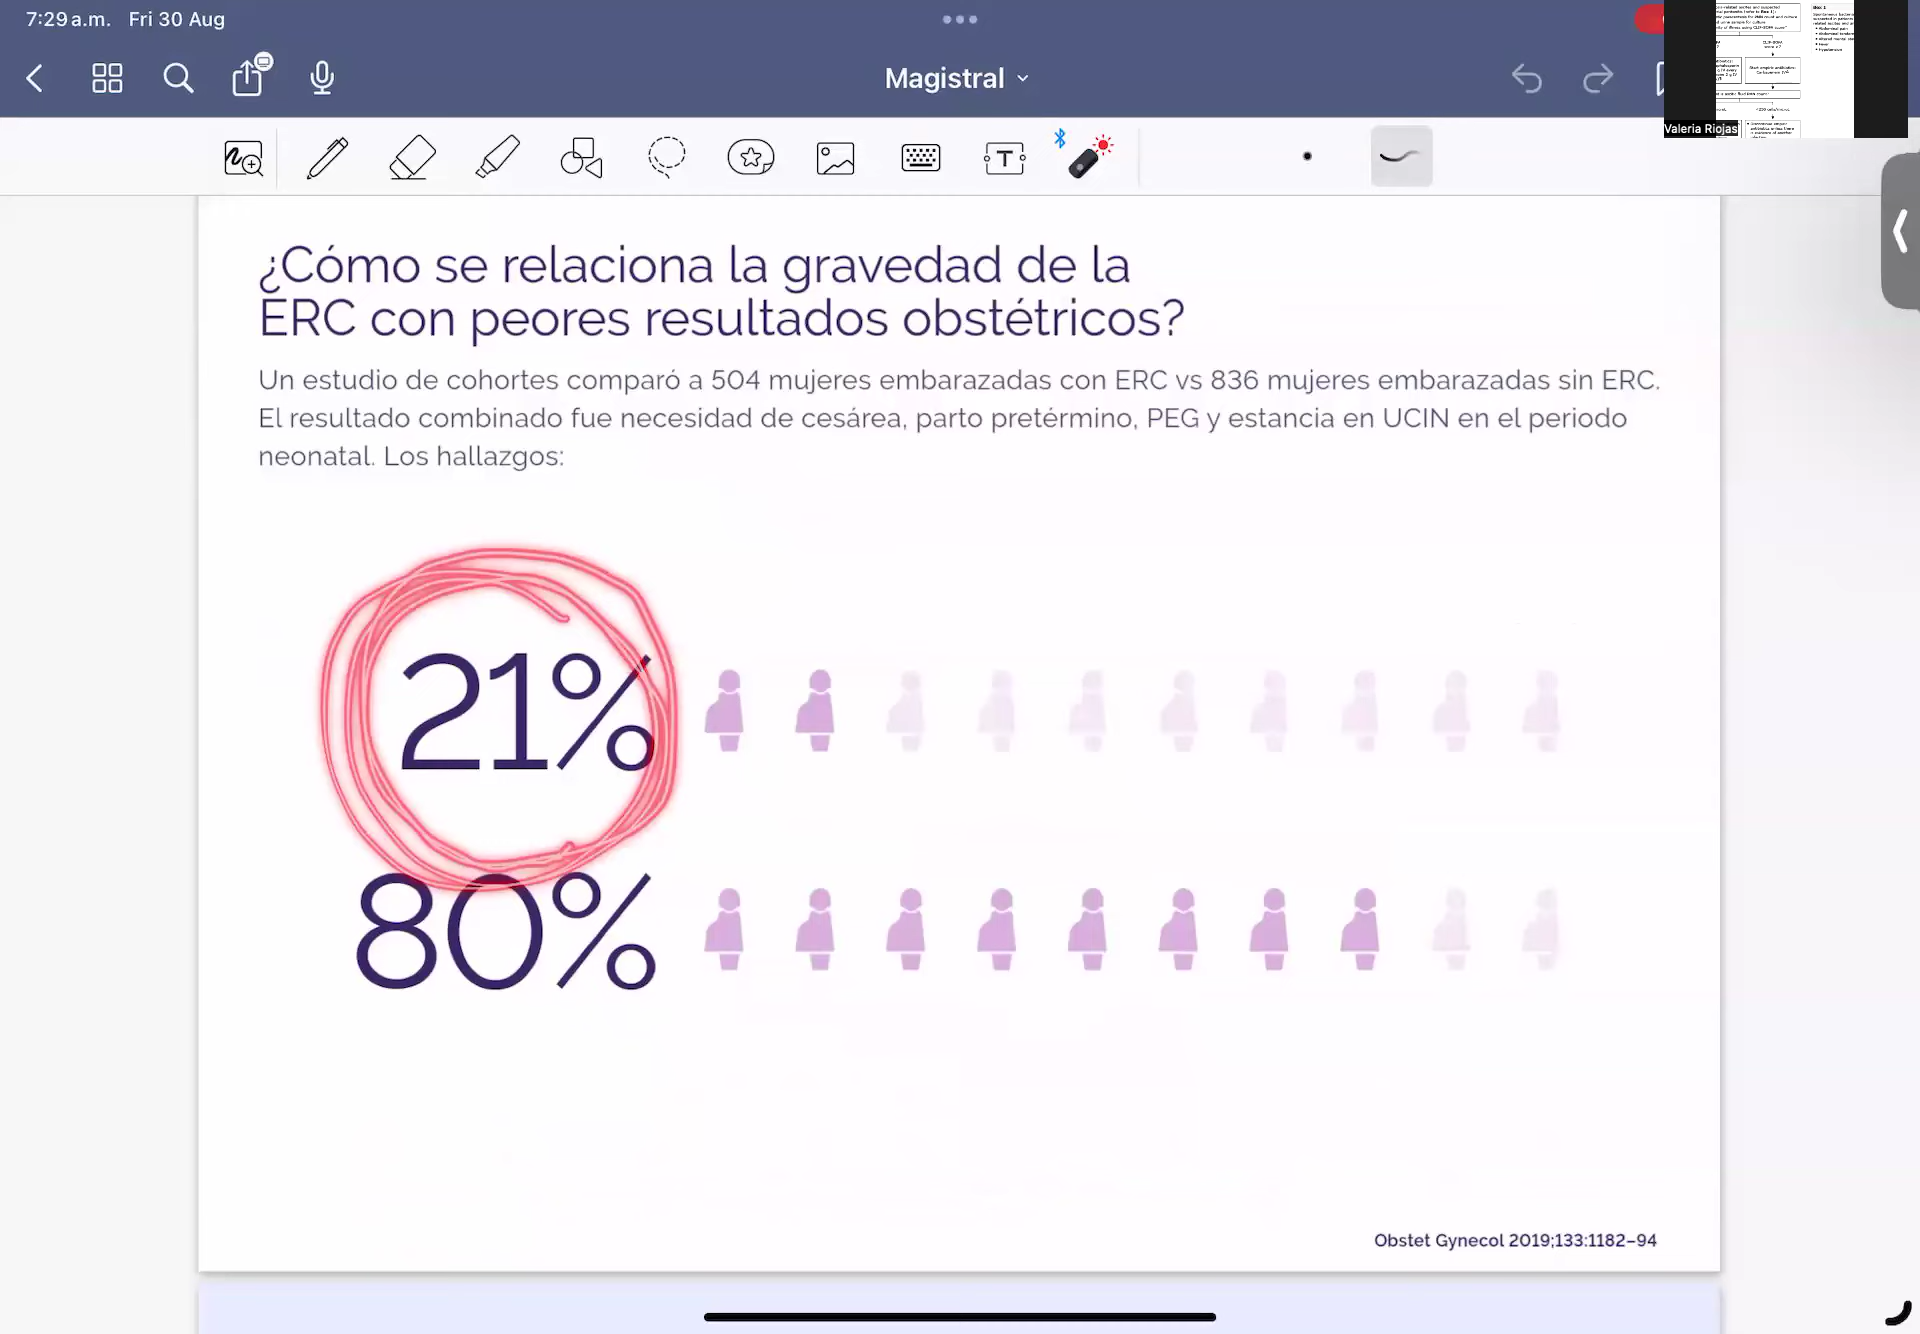 7:29 a.m. Fri 30 Aug
Magistral
Valeria Riojas
T
¿Cómo se relaciona la gravedad de la
ERC con peores resultados obstétricos?
Un estudio de cohortes comparó a 504 mujeres embarazadas con ERC vs 836 mujeres embarazadas sin ERC.
El resultado combinado fue necesidad de cesárea, parto pretérmino, PEG y estancia en UCIN en el periodo
neonatal. Los hallazgos:
21%
80%
Obstet Gynecol 2019;133:1182–94